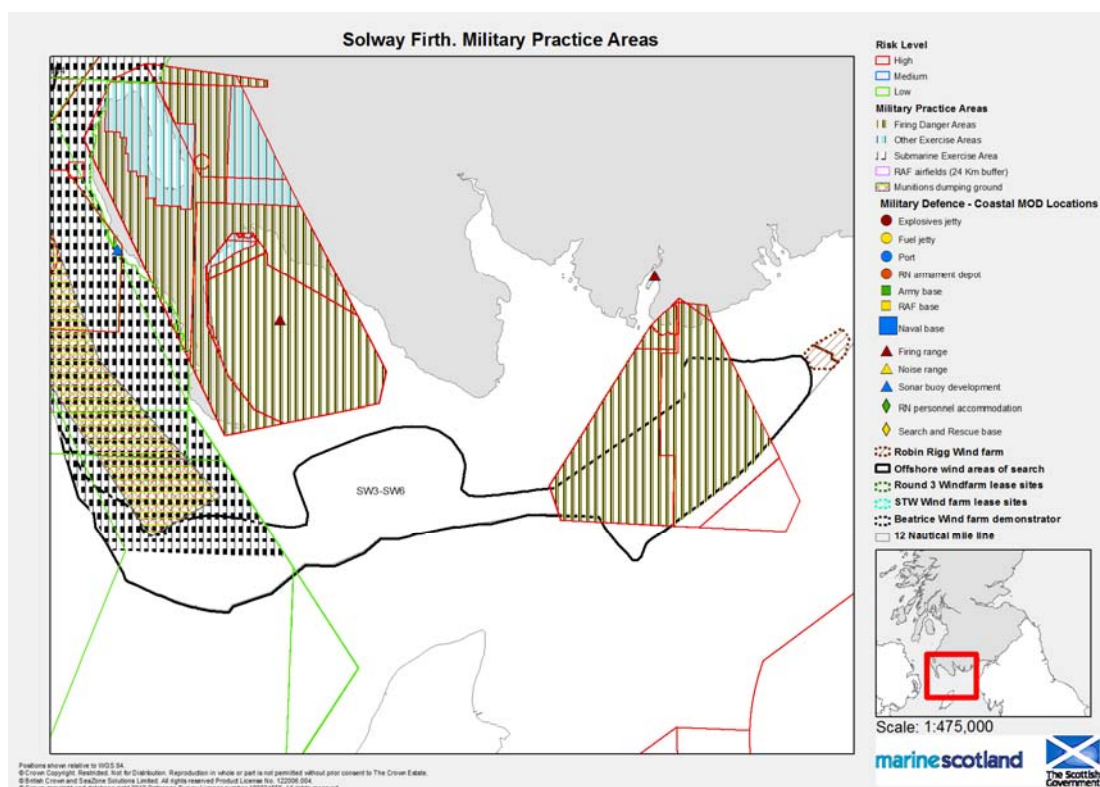 Solway Firth. Military Practice Areas
SW3-SW6
Risk Level
High
Medium
Low
Military Practice Areas
Firing Danger Areas
Other Exercise Areas
Submarine Exercise Area
RAF airfields (24 Km buffer)
Munitions dumping ground
Military Defence - Coastal MOD Locations
Explosives jetty
Fuel jetty
Port
RN armament depot
Army base
RAF base
Naval base
Firing range
Noise range
Sonar buoy development
RN personnel accommodation
Search and Rescue base
Robin Rigg Wind farm
Offshore wind areas of search
Round 3 Windfarm lease sites
STW Wind farm lease sites
Beatrice Wind farm demonstrator
12 Nautical mile line
Scale: 1:475,000
marinescotland
The Scottish
Government
Positions shown relative to WGS 84.
© Crown Copyright. Restricted. Not for Distribution. Reproduction in whole or part is not permitted without prior consent to The Crown Estate.
© British Crown and SeaZone Solutions Limited. All rights reserved Product License No. 122006.004.